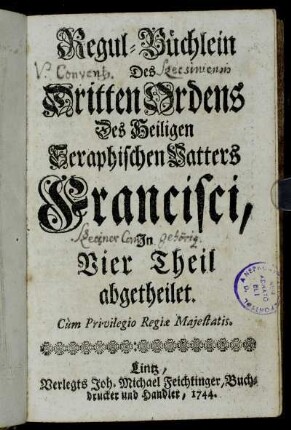 Regul-Büchlein
Des
Dritten Ordens
Des Heiligen
Seraphischen Vatters
Francisci,
In
Vier Theil
abgetheilet.
Cùm Privilegio Regiæ Majestatis.
Lintz,
Verlegts Joh. Michael Feichtinger, Buch-
drucker und Handler, 1744.